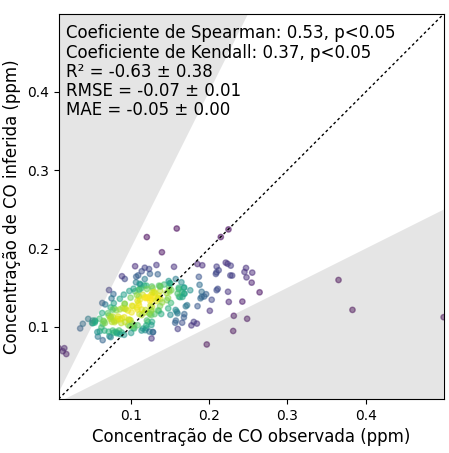 Coeficiente de Spearman: 0.53, p<0.05
Coeficiente de Kendall: 0.37, p<0.05
R² = -0.63 ± 0.38
RMSE = -0.07 ± 0.01
MAE = -0.05 ± 0.00
Concentração de CO inferida (ppm)
0.4
0.3
0.2
0.1
0.1 0.2 0.3 0.4
Concentração de CO observada (ppm)